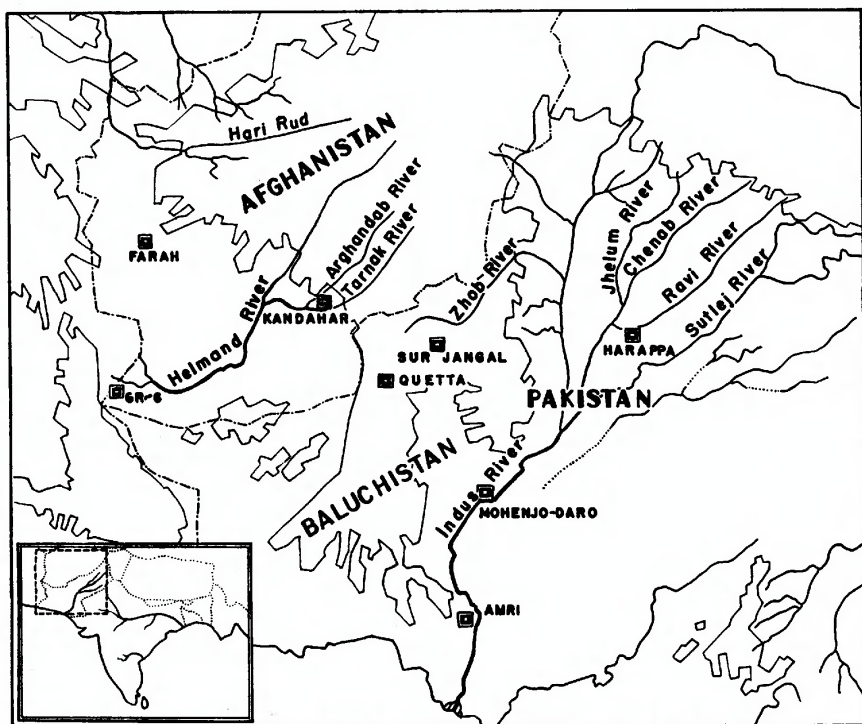 Hari Rud
AFGHANISTAN
Arghandab River
Tarnak River
FARAH
Helmand River
KANDAHAR
Zhob River
Jhelum River
Chenab River
Ravi River
Sutlej River
HARAPPA
SUR JANGAL
QUETTA
GR-6
PAKISTAN
BALUCHISTAN
Indus River
MOHENJO-DARO
AMRI